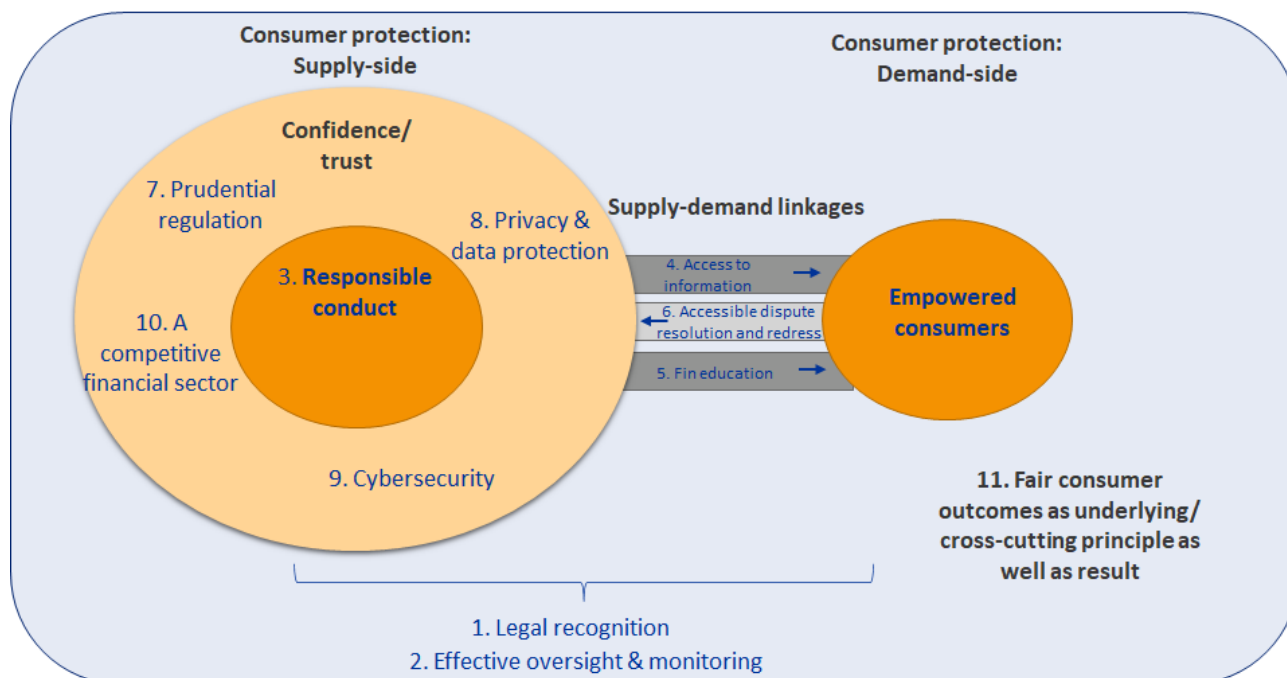 Consumer protection:
Supply-side
Consumer protection:
Demand-side
Confidence/
trust
7. Prudential
regulation
8. Privacy &
data protection
3. Responsible
conduct
10. A
competitive
financial sector
9. Cybersecurity
Supply-demand linkages
4. Access to
information
6. Accessible dispute
resolution and redress
5. Fin education
Empowered
consumers
11. Fair consumer
outcomes as underlying/
cross-cutting principle as
well as result
1. Legal recognition
2. Effective oversight & monitoring